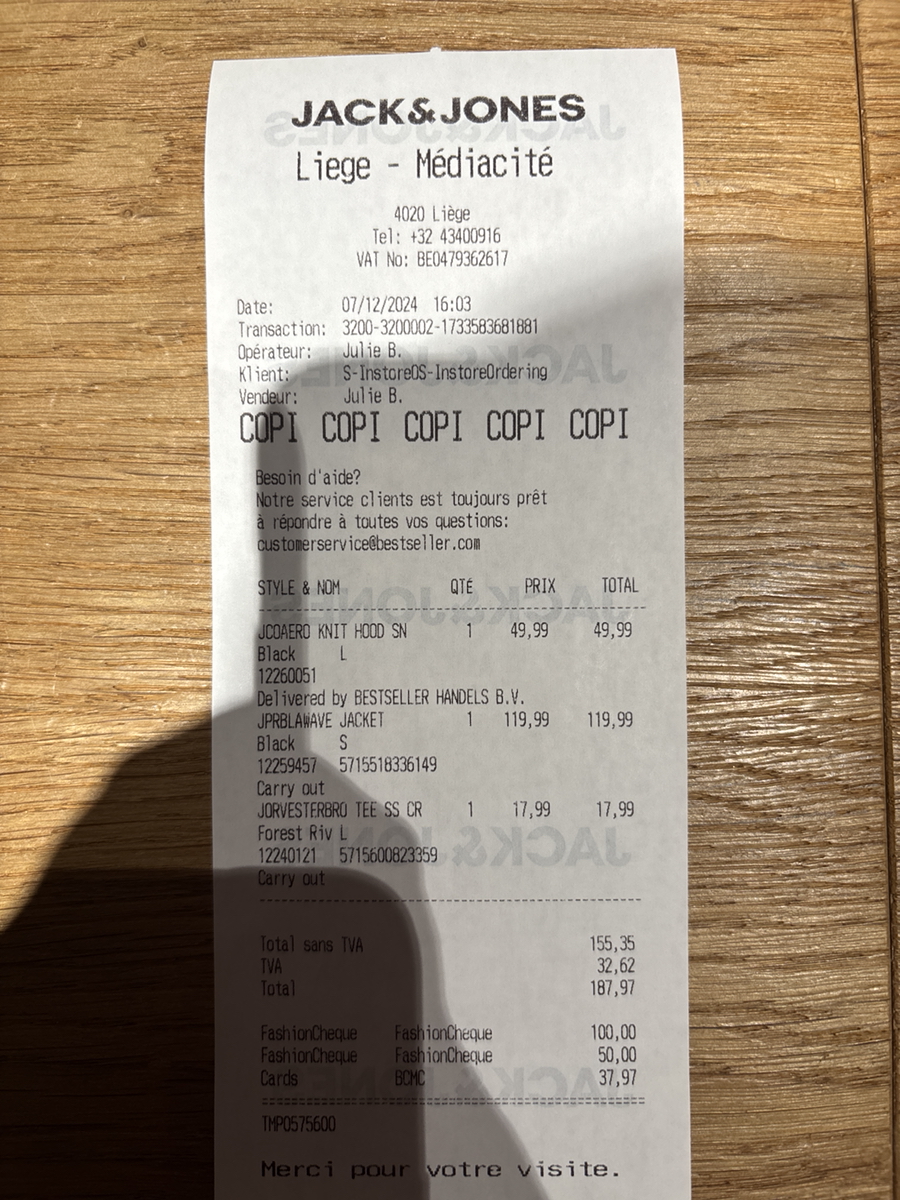 JACK&JONES
Liege - Médiacité
4020 Liège
Tel: +32 43400916
VAT No: BE0479362617
Date: 07/12/2024 16:03
Transaction: 3200-3200002-1733583681881
Opérateur: Julie B.
Klient: S-InstoreOS-InstoreOrdering
Vendeur: Julie B.
COPI COPI COPI COPI COPI
Besoin d'aide?
Notre service clients est toujours prêt
à répondre à toutes vos questions:
customerservice@bestseller.com
STYLE & NOM QTÉ PRIX TOTAL
JCOAERO KNIT HOOD SN 1 49,99 49,99
Black L
12260051
Delivered by BESTSELLER HANDELS B.V.
JPRBLAWAVE JACKET 1 119,99 119,99
Black S
12259457 5715518336149
Carry out
JORVESTERBRO TEE SS CR 1 17,99 17,99
Forest Riv L
12240121 5715600823359
Carry out
Total sans TVA 155,35
TVA 32,62
Total 187,97
FashionCheque FashionCheque 100,00
FashionCheque FashionCheque 50,00
Cards BCMC 37,97
TMP0575600
Merci pour votre visite.